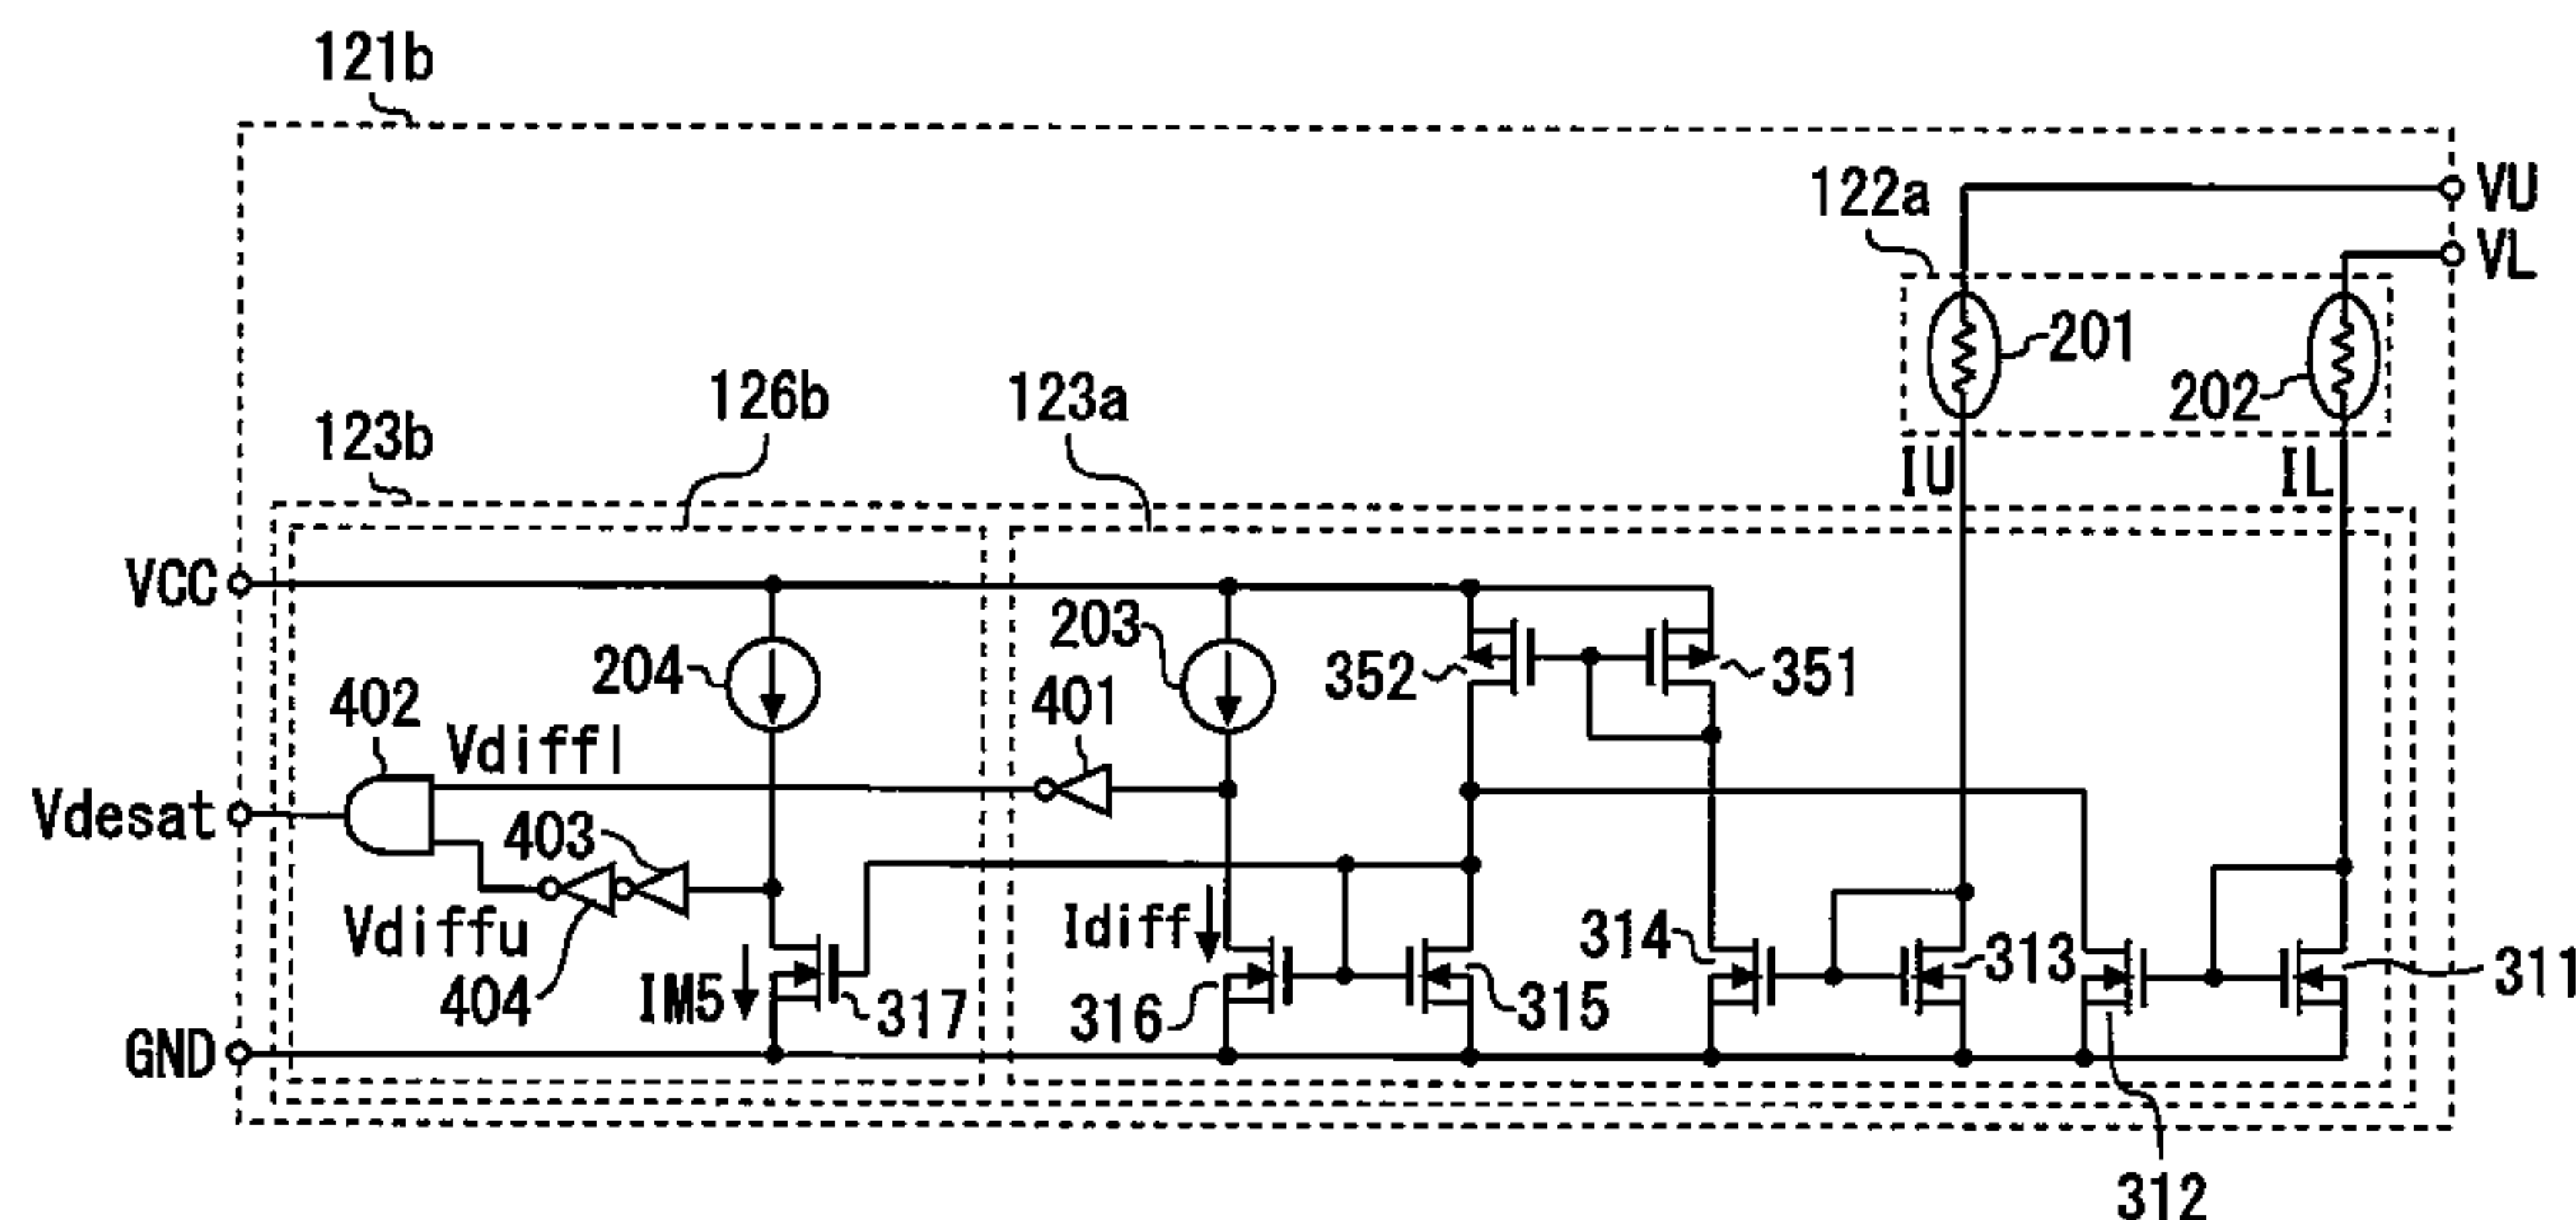 121b
VU
122a
VL
201
202
126b
123a
123b
IU
IL
VCC
203
204
352
351
401
402
Vdiffl
Vdesat
403
Vdiffu
Idiff
314
313
311
404
IM5
317
316
315
GND
312